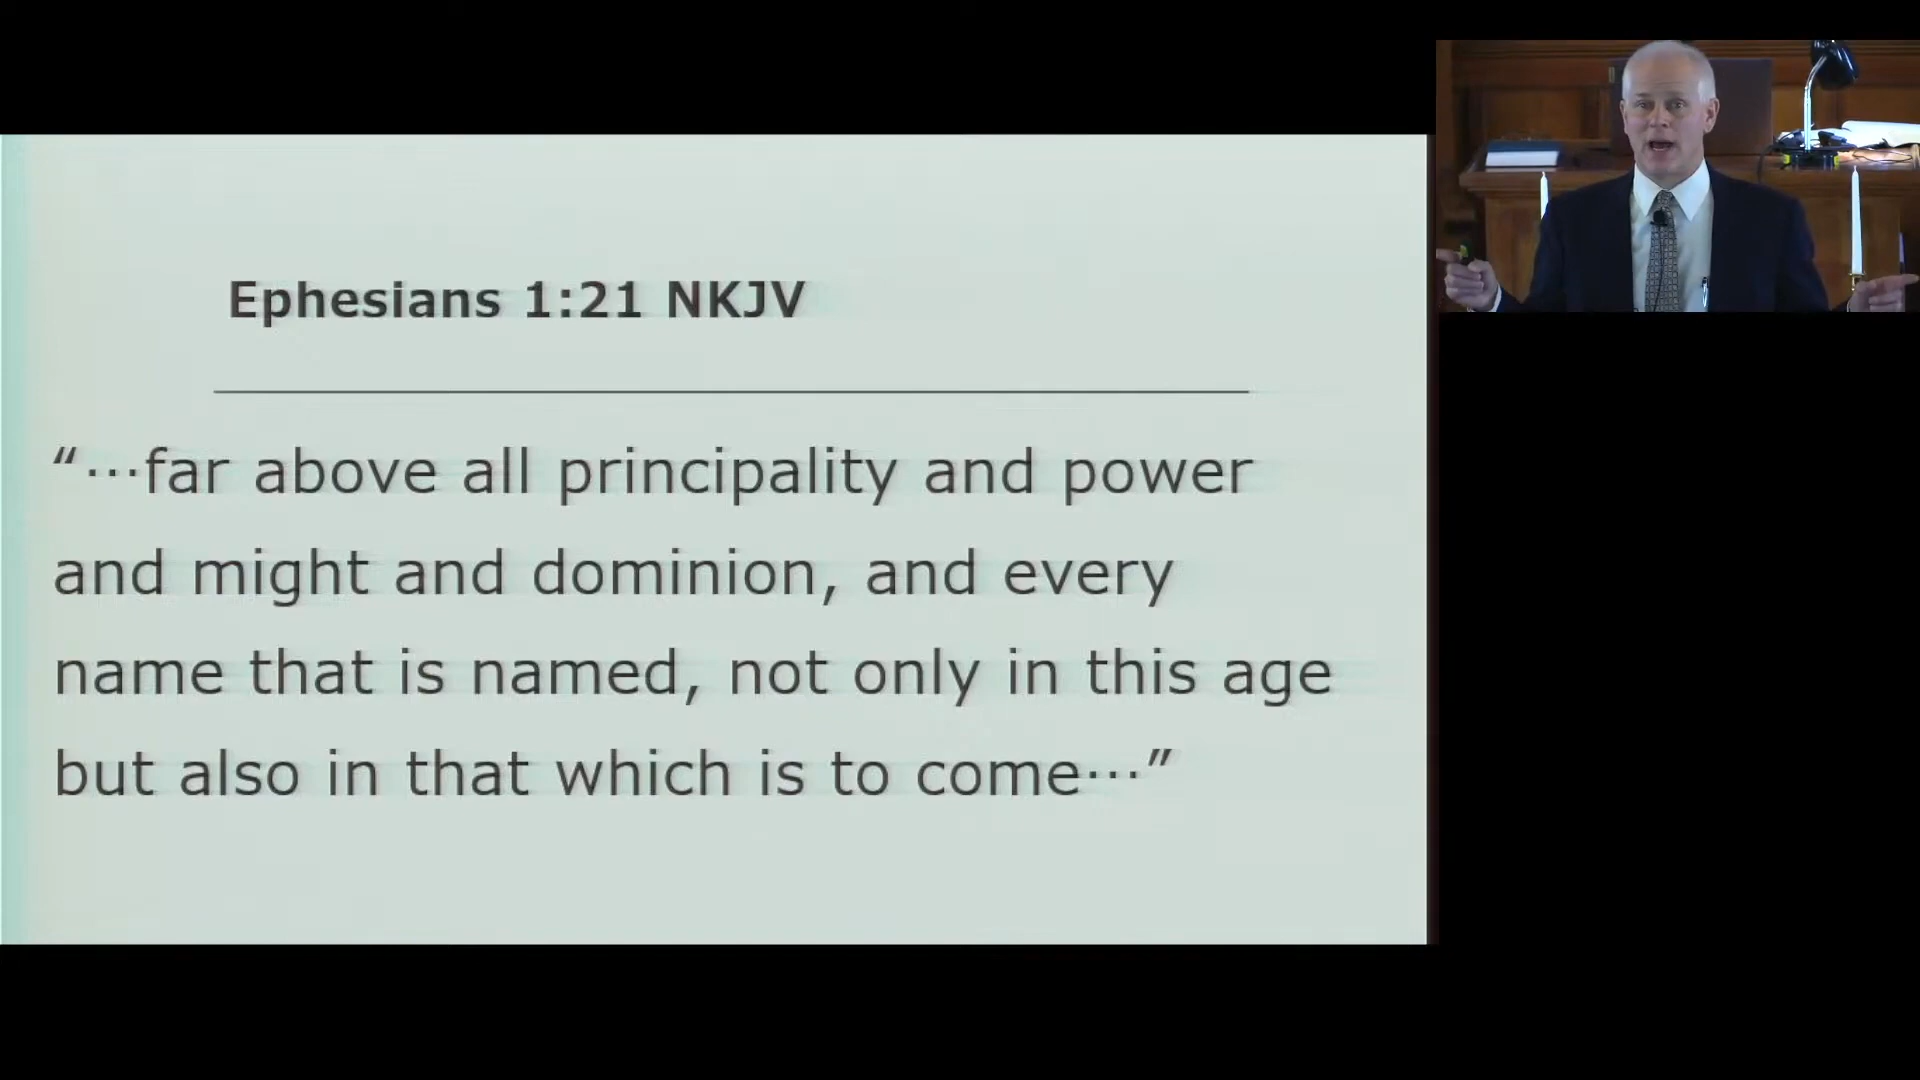 Ephesians 1:21 NKJV
“…far above all principality and power
and might and dominion, and every
name that is named, not only in this age
but also in that which is to come…”